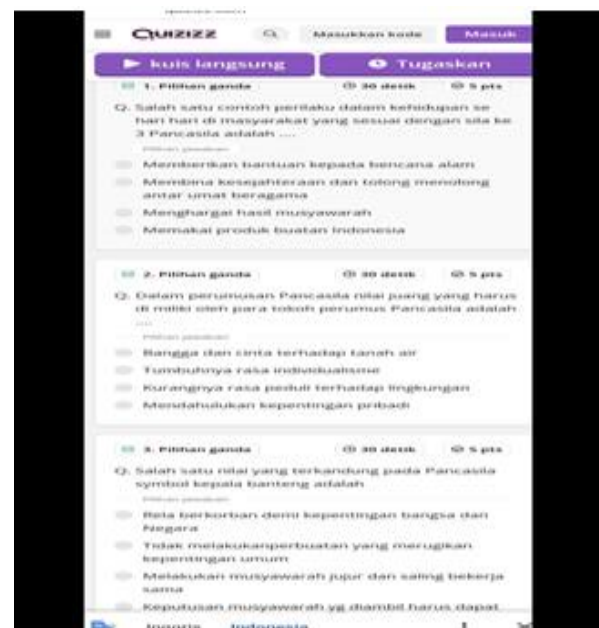 Quizizz Masukkan kode Masuk
kuis langsung Tugaskan
1. Pilihan ganda 30 detik 5 pts
Q. Salah satu contoh perilaku dalam kehidupan se
hari hari di masyarakat yang sesuai dengan sila ke
3 Pancasila adalah ....
Pilihan jawaban
Memberikan bantuan kepada bencana alam
Membina kesejahteraan dan tolong menolong
antar umat beragama
Menghargai hasil musyawarah
Memakai produk buatan Indonesia
2. Pilihan ganda 30 detik 5 pts
Q. Dalam perumusan Pancasila nilai juang yang harus
di miliki oleh para tokoh perumus Pancasila adalah
....
Pilihan jawaban
Bangga dan cinta terhadap tanah air
Tumbuhnya rasa individualisme
Kurangnya rasa peduli terhadap lingkungan
Mendahulukan kepentingan pribadi
3. Pilihan ganda 30 detik 5 pts
Q. Salah satu nilai yang terkandung pada Pancasila
symbol kepala banteng adalah
Pilihan jawaban
Rela berkorban demi kepentingan bangsa dan
Negara
Tidak melakukanperbuatan yang merugikan
kepentingan umum
Melakukan musyawarah jujur dan saling bekerja
sama
Keputusan musyawarah yg diambil harus dapat
Inggris Indonesia